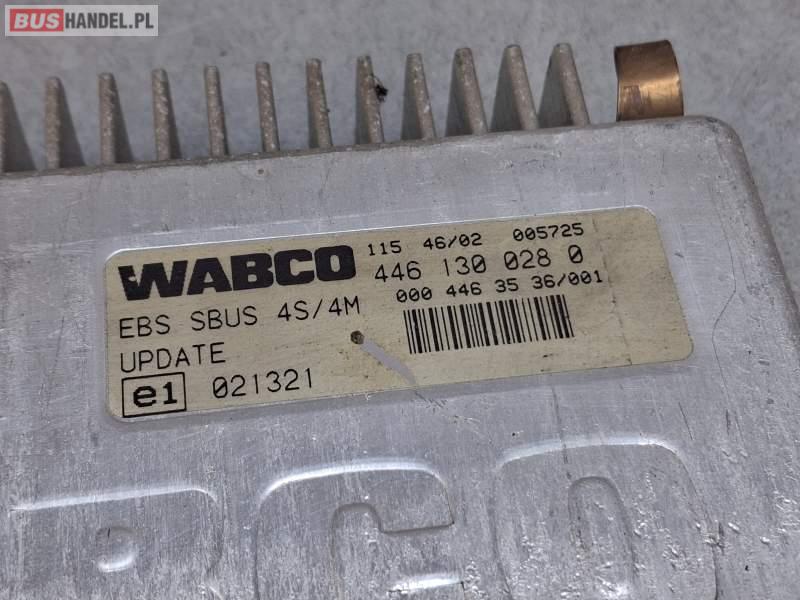 BUSHANDEL.PL
WABCO
115 46/02 005725
446 130 028 0
000 446 35 36/001
EBS SBUS 4S/4M
UPDATE
e1 021321